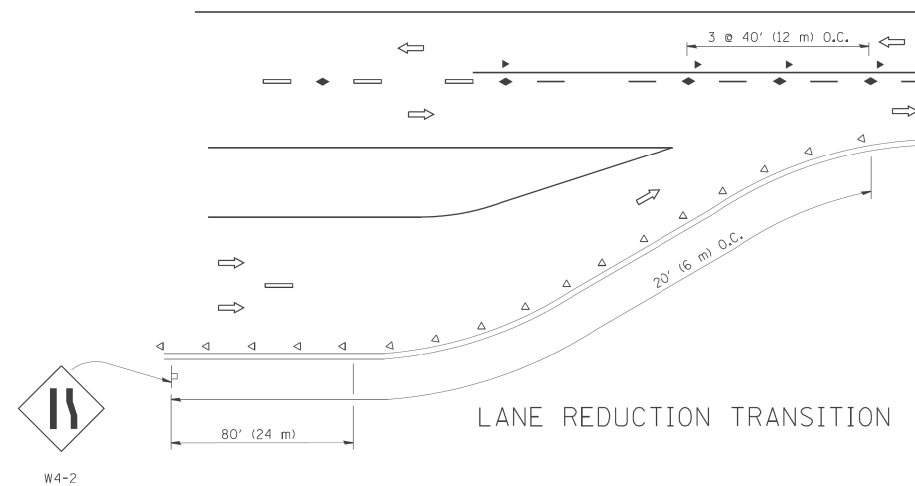 3 @ 40' (12 m) O.C.
20' (6 m) O.C.
80' (24 m)
LANE REDUCTION TRANSITION
W4-2